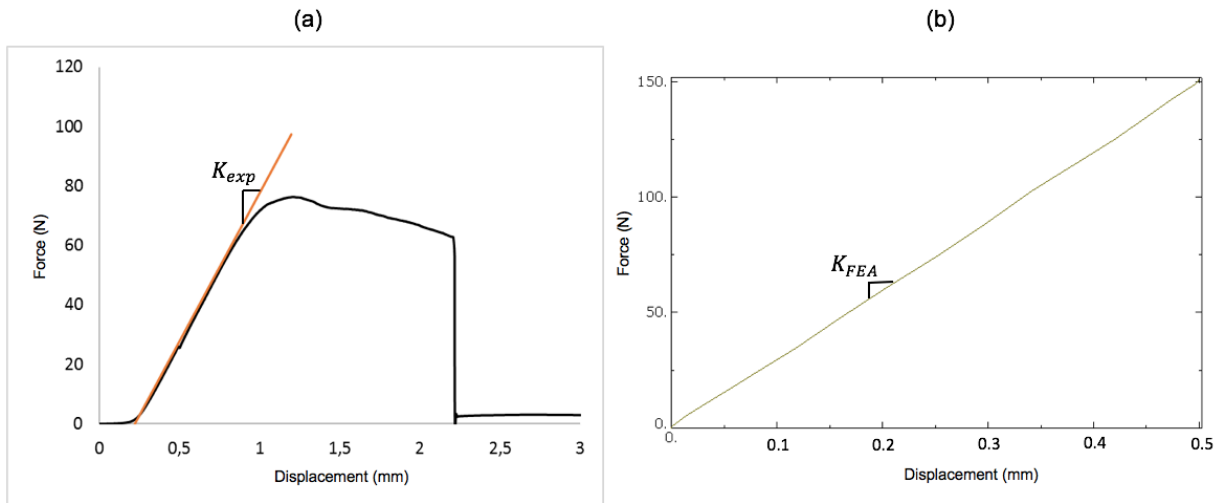 (a)
120
100
80
60
40
20
0
Force (N)
K_exp
0 0,5 1 1,5 2 2,5 3
Displacement (mm)
(b)
150.
100.
50.
0.
Force (N)
K_FEA
0. 0.1 0.2 0.3 0.4 0.5
Displacement (mm)